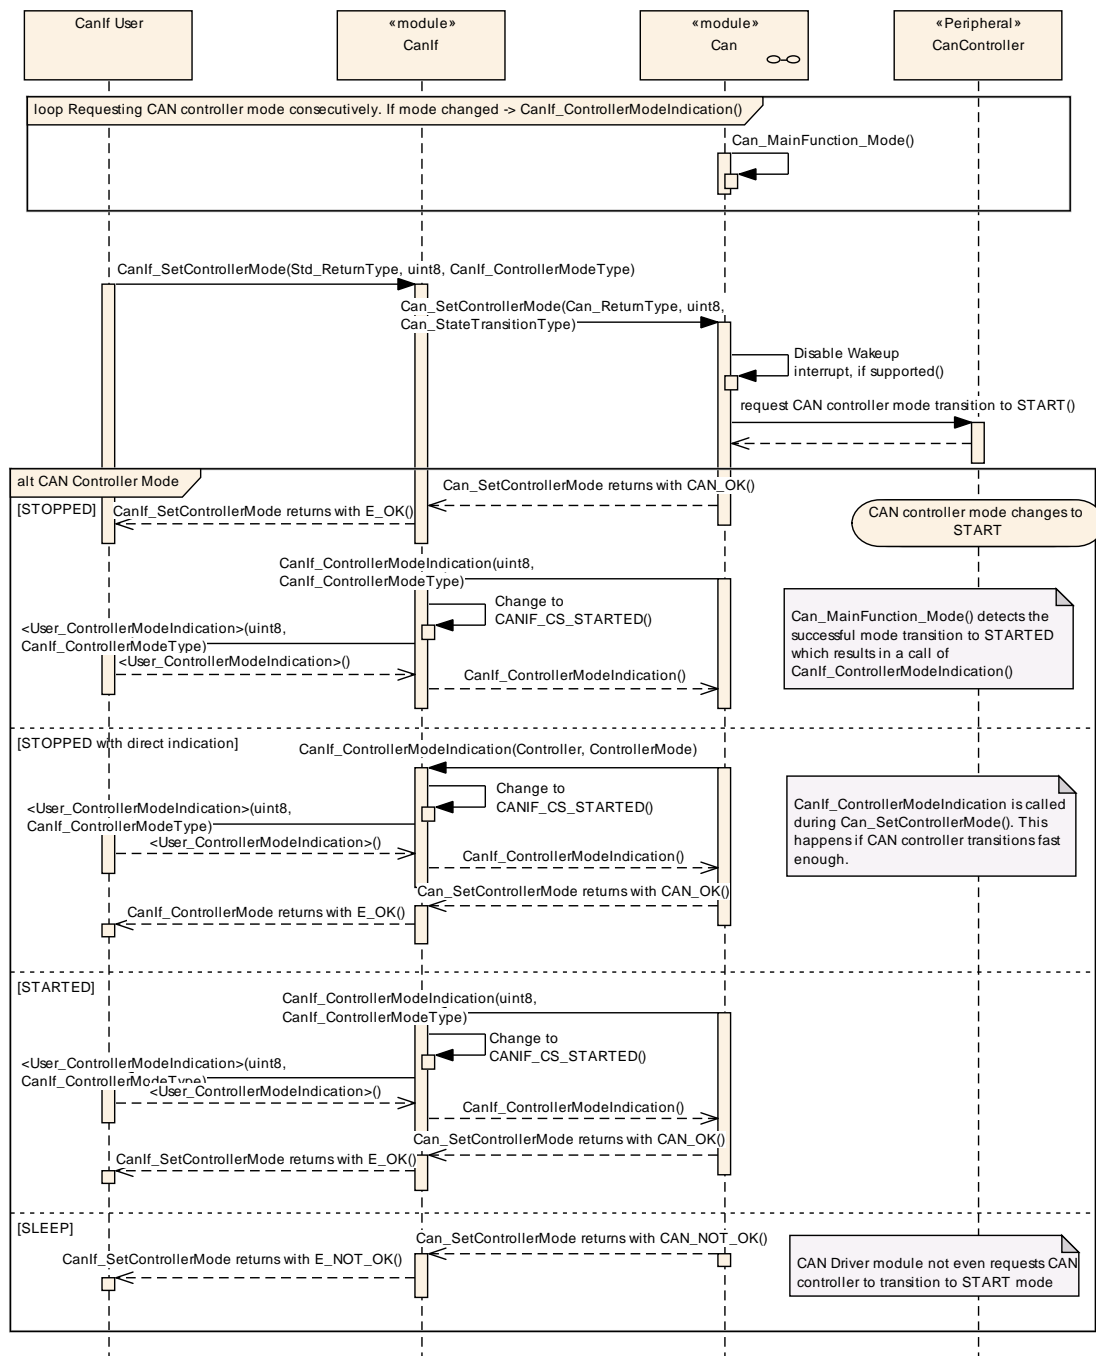 CanIf User
«module»
CanIf
«module»
Can
«Peripheral»
CanController
loop Requesting CAN controller mode consecutively. If mode changed -> CanIf_ControllerModeIndication()
Can_MainFunction_Mode()
CanIf_SetControllerMode(Std_ReturnType, uint8, CanIf_ControllerModeType)
Can_SetControllerMode(Can_ReturnType, uint8,
Can_StateTransitionType)
Disable Wakeup
interrupt, if supported()
request CAN controller mode transition to START()
alt CAN Controller Mode
[STOPPED]
Can_SetControllerMode returns with CAN_OK()
CanIf_SetControllerMode returns with E_OK()
CAN controller mode changes to
START
CanIf_ControllerModeIndication(uint8,
CanIf_ControllerModeType)
Change to
CANIF_CS_STARTED()
<User_ControllerModeIndication>(uint8,
CanIf_ControllerModeType)
<User_ControllerModeIndication>()
CanIf_ControllerModeIndication()
Can_MainFunction_Mode() detects the
successful mode transition to STARTED
which results in a call of
CanIf_ControllerModeIndication()
[STOPPED with direct indication]
CanIf_ControllerModeIndication(Controller, ControllerMode)
Change to
CANIF_CS_STARTED()
<User_ControllerModeIndication>(uint8,
CanIf_ControllerModeType)
<User_ControllerModeIndication>()
CanIf_ControllerModeIndication()
Can_SetControllerMode returns with CAN_OK()
CanIf_ControllerMode returns with E_OK()
CanIf_ControllerModeIndication is called
during Can_SetControllerMode(). This
happens if CAN controller transitions fast
enough.
[STARTED]
CanIf_ControllerModeIndication(uint8,
CanIf_ControllerModeType)
Change to
CANIF_CS_STARTED()
<User_ControllerModeIndication>(uint8,
CanIf_ControllerModeType)
<User_ControllerModeIndication>()
CanIf_ControllerModeIndication()
Can_SetControllerMode returns with CAN_OK()
CanIf_SetControllerMode returns with E_OK()
[SLEEP]
Can_SetControllerMode returns with CAN_NOT_OK()
CanIf_SetControllerMode returns with E_NOT_OK()
CAN Driver module not even requests CAN
controller to transition to START mode